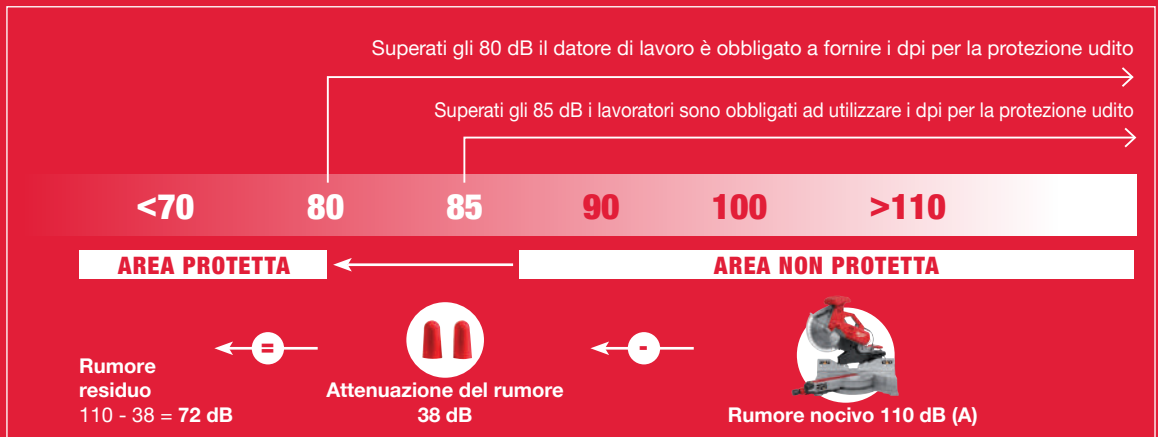 Superati gli 80 dB il datore di lavoro è obbligato a fornire i dpi per la protezione udito
Superati gli 85 dB i lavoratori sono obbligati ad utilizzare i dpi per la protezione udito
<70 80 85 90 100 >110
AREA PROTETTA AREA NON PROTETTA
= -
Rumore
residuo
110 - 38 = 72 dB
Attenuazione del rumore
38 dB
Rumore nocivo 110 dB (A)